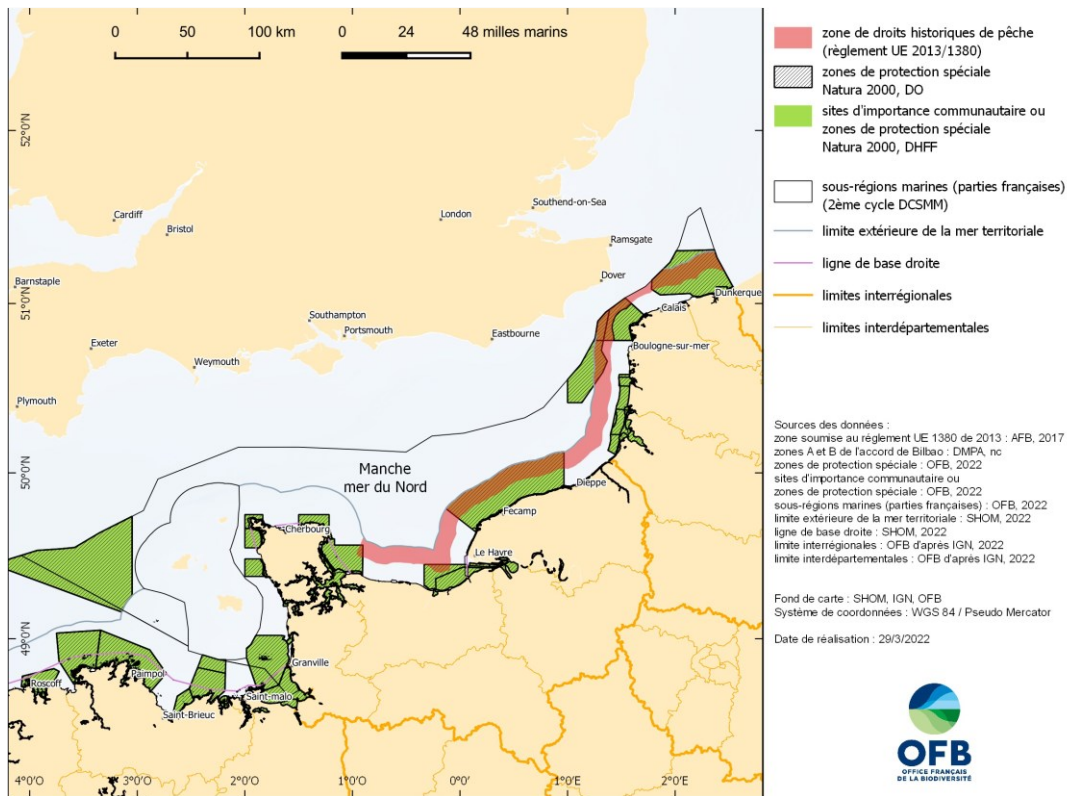 0 50 100 km
0 24 48 milles marins
52°0'N
51°0'N
50°0'N
49°0'N
Cardiff
Bristol
London
Southend-on-Sea
Ramsgate
Barnstaple
Dover
Dunkerque
Calais
Southampton
Portsmouth
Eastbourne
Exeter
Weymouth
Boulogne-sur-mer
Plymouth
Manche
mer du Nord
Dieppe
Fecamp
Cherbourg
Le Havre
Granville
Paimpol
Roscoff
Saint-malo
Saint-Brieuc
4°0'O 3°0'O 2°0'O 1°0'O 0°0' 1°0'E 2°0'E
zone de droits historiques de pêche
(règlement UE 2013/1380)
zones de protection spéciale
Natura 2000, DO
sites d'importance communautaire ou
zones de protection spéciale
Natura 2000, DHFF
sous-régions marines (parties françaises)
(2ème cycle DCSMM)
limite extérieure de la mer territoriale
ligne de base droite
limites interrégionales
limites interdépartementales
Sources des données :
zone soumise au réglement UE 1380 de 2013 : AFB, 2017
zones A et B de l'accord de Bilbao : DMPA, nc
zones de protection spéciale : OFB, 2022
sites d'importance communautaire ou
zones de protection spéciale : OFB, 2022
sous-régions marines (parties françaises) : OFB, 2022
limite extérieure de la mer territoriale : SHOM, 2022
ligne de base droite : SHOM, 2022
limite interrégionales : OFB d'après IGN, 2022
limite interdépartementales : OFB d'après IGN, 2022
Fond de carte : SHOM, IGN, OFB
Système de coordonnées : WGS 84 / Pseudo Mercator
Date de réalisation : 29/3/2022
OFB
OFFICE FRANÇAIS
DE LA BIODIVERSITÉ